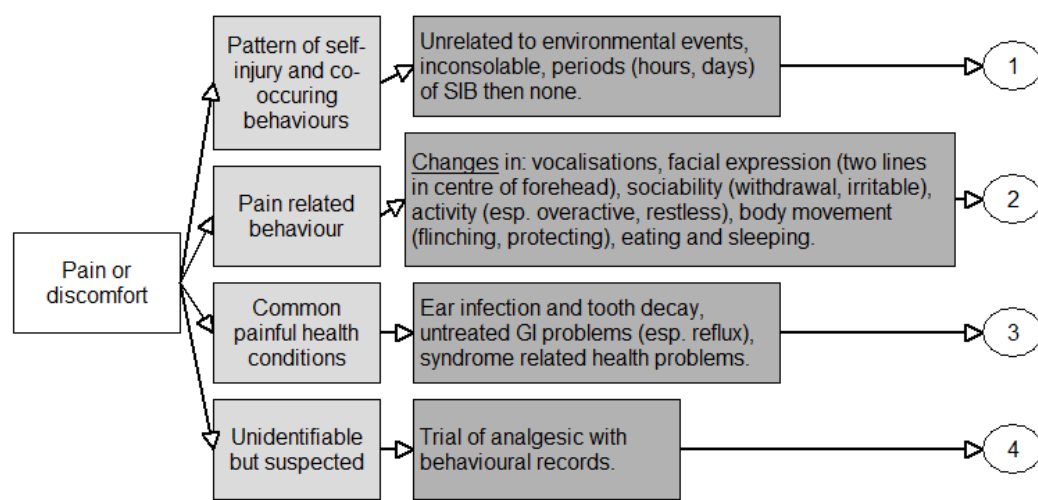 Pain or
discomfort
Pattern of self-
injury and co-
occuring
behaviours
Unrelated to environmental events,
inconsolable, periods (hours, days)
of SIB then none.
1
Pain related
behaviour
Changes in: vocalisations, facial expression (two lines
in centre of forehead), sociability (withdrawal, irritable),
activity (esp. overactive, restless), body movement
(flinching, protecting), eating and sleeping.
2
Common
painful health
conditions
Ear infection and tooth decay,
untreated GI problems (esp. reflux),
syndrome related health problems.
3
Unidentifiable
but suspected
Trial of analgesic with
behavioural records.
4